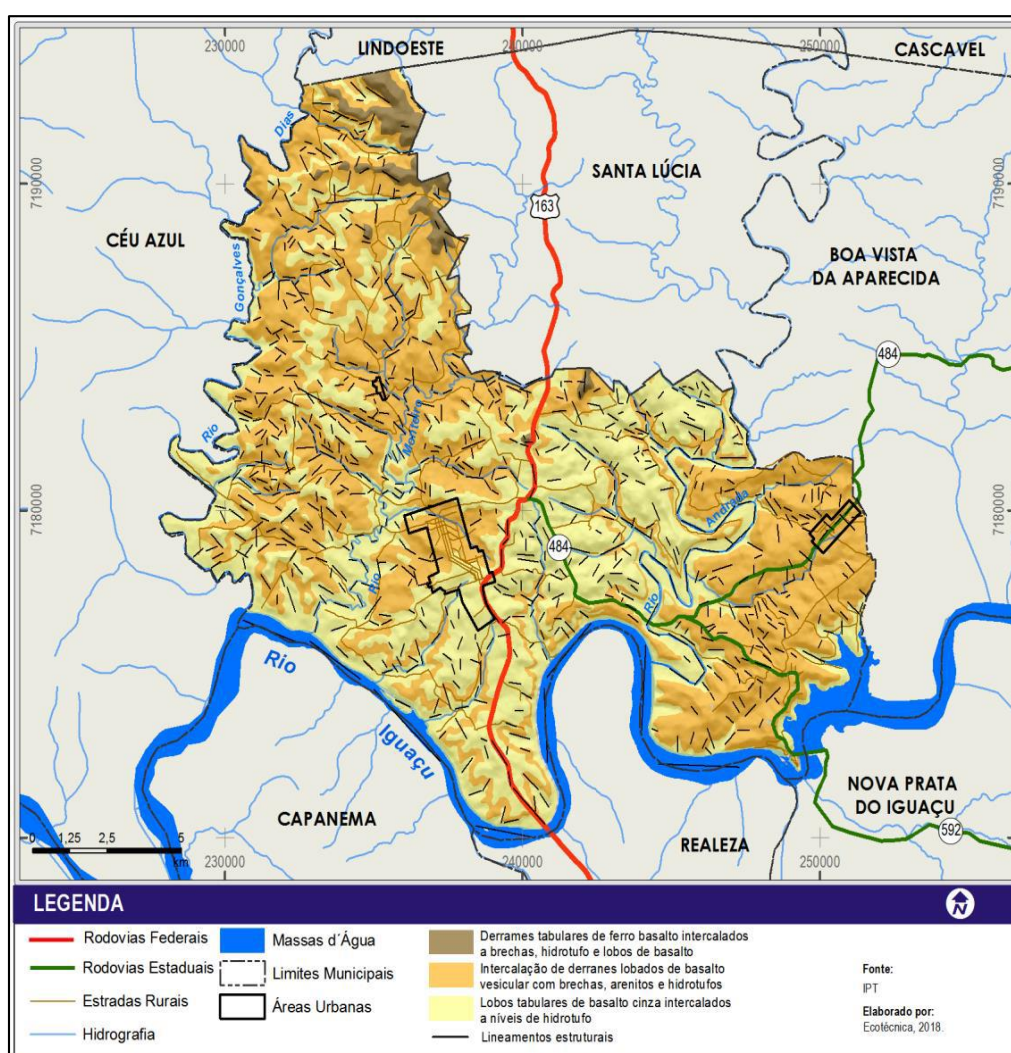 230000
240000
250000
LINDOESTE
CASCAVEL
Dias
7190000
7190000
SANTA LÚCIA
163
CÉU AZUL
Gonçalves
BOA VISTA
DA APARECIDA
484
Rio
Monteiro
7180000
7180000
Andrada
484
Rio
Rio
Rio
Iguaçu
NOVA PRATA
DO IGUAÇU
CAPANEMA
REALEZA
592
0 1,25 2,5 5
km
230000
240000
250000
LEGENDA
N
Rodovias Federais
Rodovias Estaduais
Estradas Rurais
Hidrografia
Massas d´Água
Limites Municipais
Áreas Urbanas
Derrames tabulares de ferro basalto intercalados
a brechas, hidrotufo e lobos de basalto
Intercalação de derranes lobados de basalto
vesicular com brechas, arenitos e hidrotufos
Lobos tabulares de basalto cinza intercalados
a níveis de hidrotufo
Lineamentos estruturais
Fonte:
IPT
Elaborado por:
Ecotécnica, 2018.